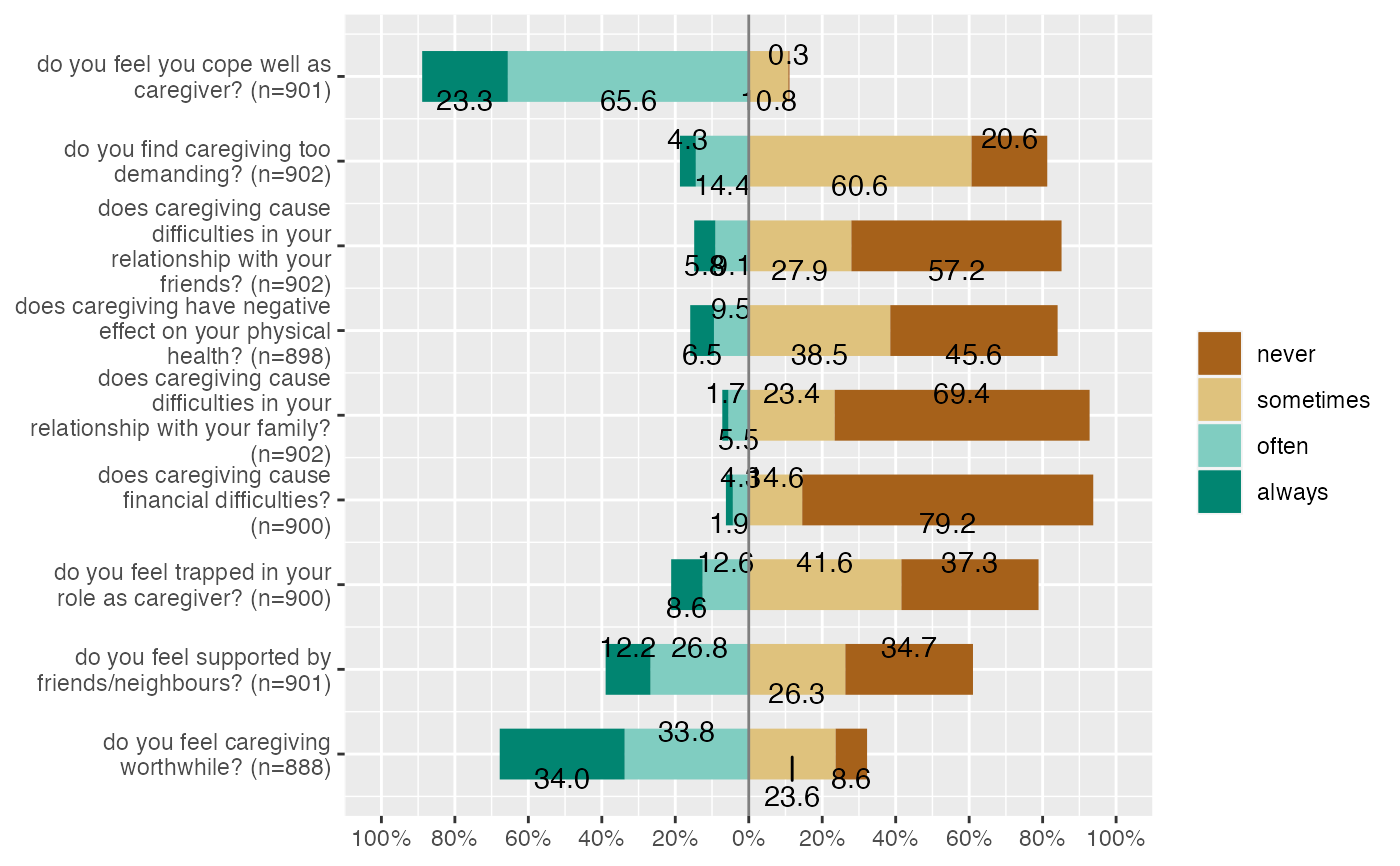 do you feel you cope well as
caregiver? (n=901)
0.3
23.3 65.6 10.8
do you find caregiving too
demanding? (n=902)
4.3 20.6
14.4 60.6
does caregiving cause
difficulties in your
relationship with your
friends? (n=902)
5.8 9.1 27.9 57.2
does caregiving have negative
effect on your physical
health? (n=898)
9.5
6.5 38.5 45.6
does caregiving cause
difficulties in your
relationship with your family?
(n=902)
1.7 23.4 69.4
5.5
does caregiving cause
financial difficulties?
(n=900)
4.3 14.6
1.9 79.2
do you feel trapped in your
role as caregiver? (n=900)
12.6 41.6 37.3
8.6
do you feel supported by
friends/neighbours? (n=901)
12.2 26.8 34.7
26.3
do you feel caregiving
worthwhile? (n=888)
33.8
34.0 8.6
23.6
100% 80% 60% 40% 20% 0% 20% 40% 60% 80% 100%
never
sometimes
often
always